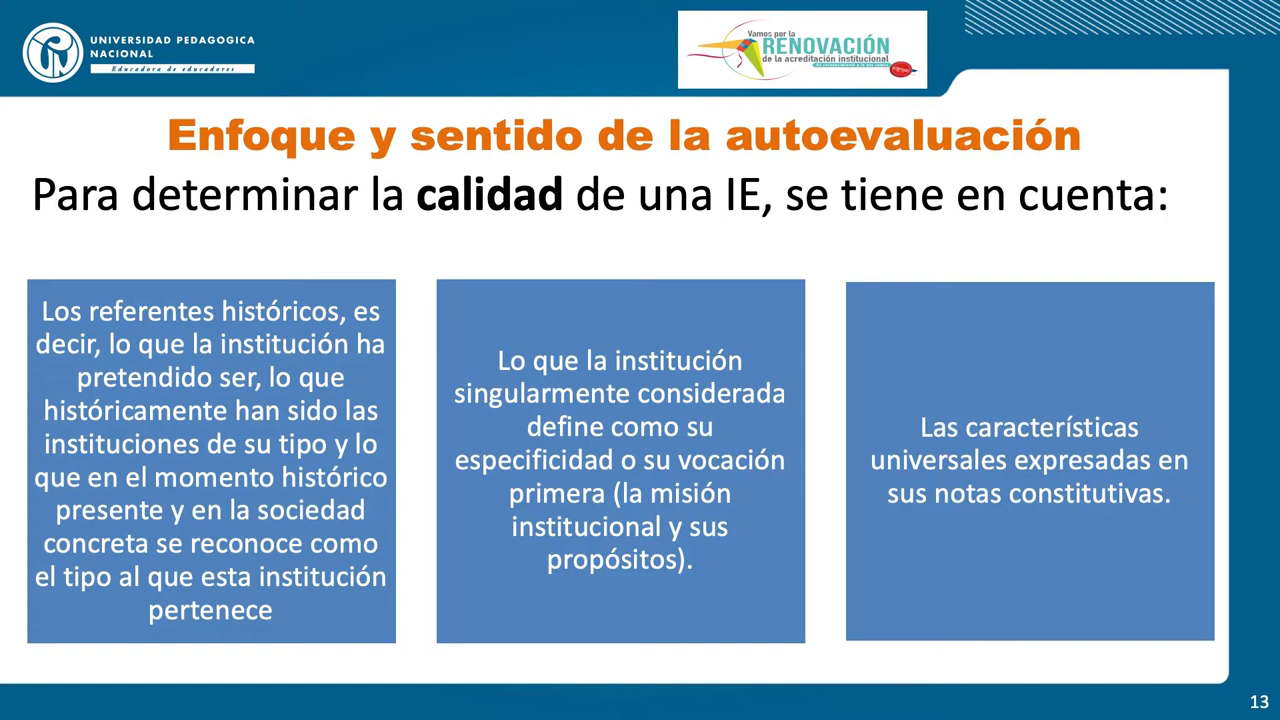 UNIVERSIDAD PEDAGOGICA
NACIONAL
Educadora de educadores
Vamos por la
RENOVACIÓN
de la acreditación institucional
Enfoque y sentido de la autoevaluación
Para determinar la calidad de una IE, se tiene en cuenta:
Los referentes históricos, es
decir, lo que la institución ha
pretendido ser, lo que
históricamente han sido las
instituciones de su tipo y lo
que en el momento histórico
presente y en la sociedad
concreta se reconoce como
el tipo al que esta institución
pertenece
Lo que la institución
singularmente considerada
define como su
especificidad o su vocación
primera (la misión
institucional y sus
propósitos).
Las características
universales expresadas en
sus notas constitutivas.
13